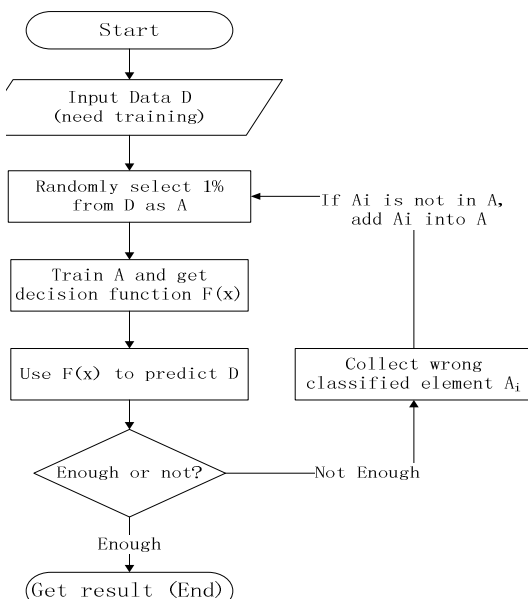 Start
Input Data D
(need training)
Randomly select 1%
from D as A
If Ai is not in A,
add Ai into A
Train A and get
decision function F(x)
Use F(x) to predict D
Collect wrong
classified element Ai
Enough or not?
Not Enough
Enough
Get result (End)